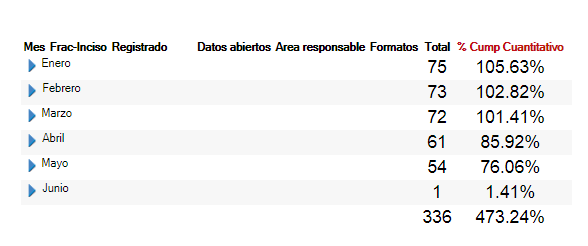 Mes Frac-Inciso Registrado Datos abiertos Area responsable Formatos Total % Cump Cuantitativo
Enero 75 105.63%
Febrero 73 102.82%
Marzo 72 101.41%
Abril 61 85.92%
Mayo 54 76.06%
Junio 1 1.41%
336 473.24%